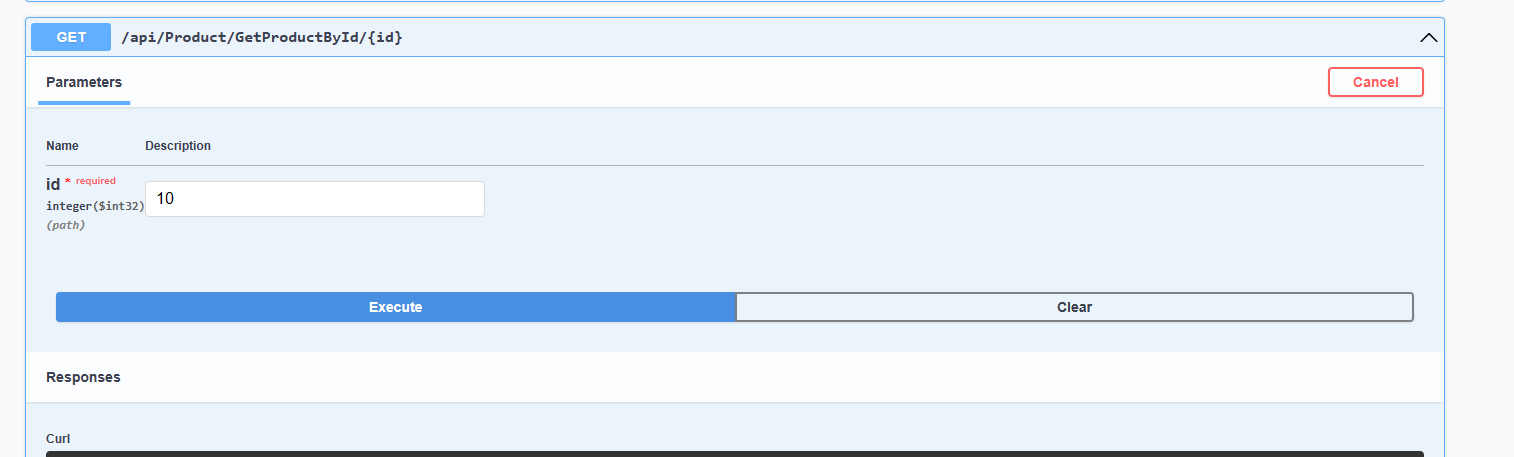 GET /api/Product/GetProductById/{id}
Parameters Cancel
Name Description
id * required
integer($int32) 10
(path)
Execute Clear
Responses
Curl